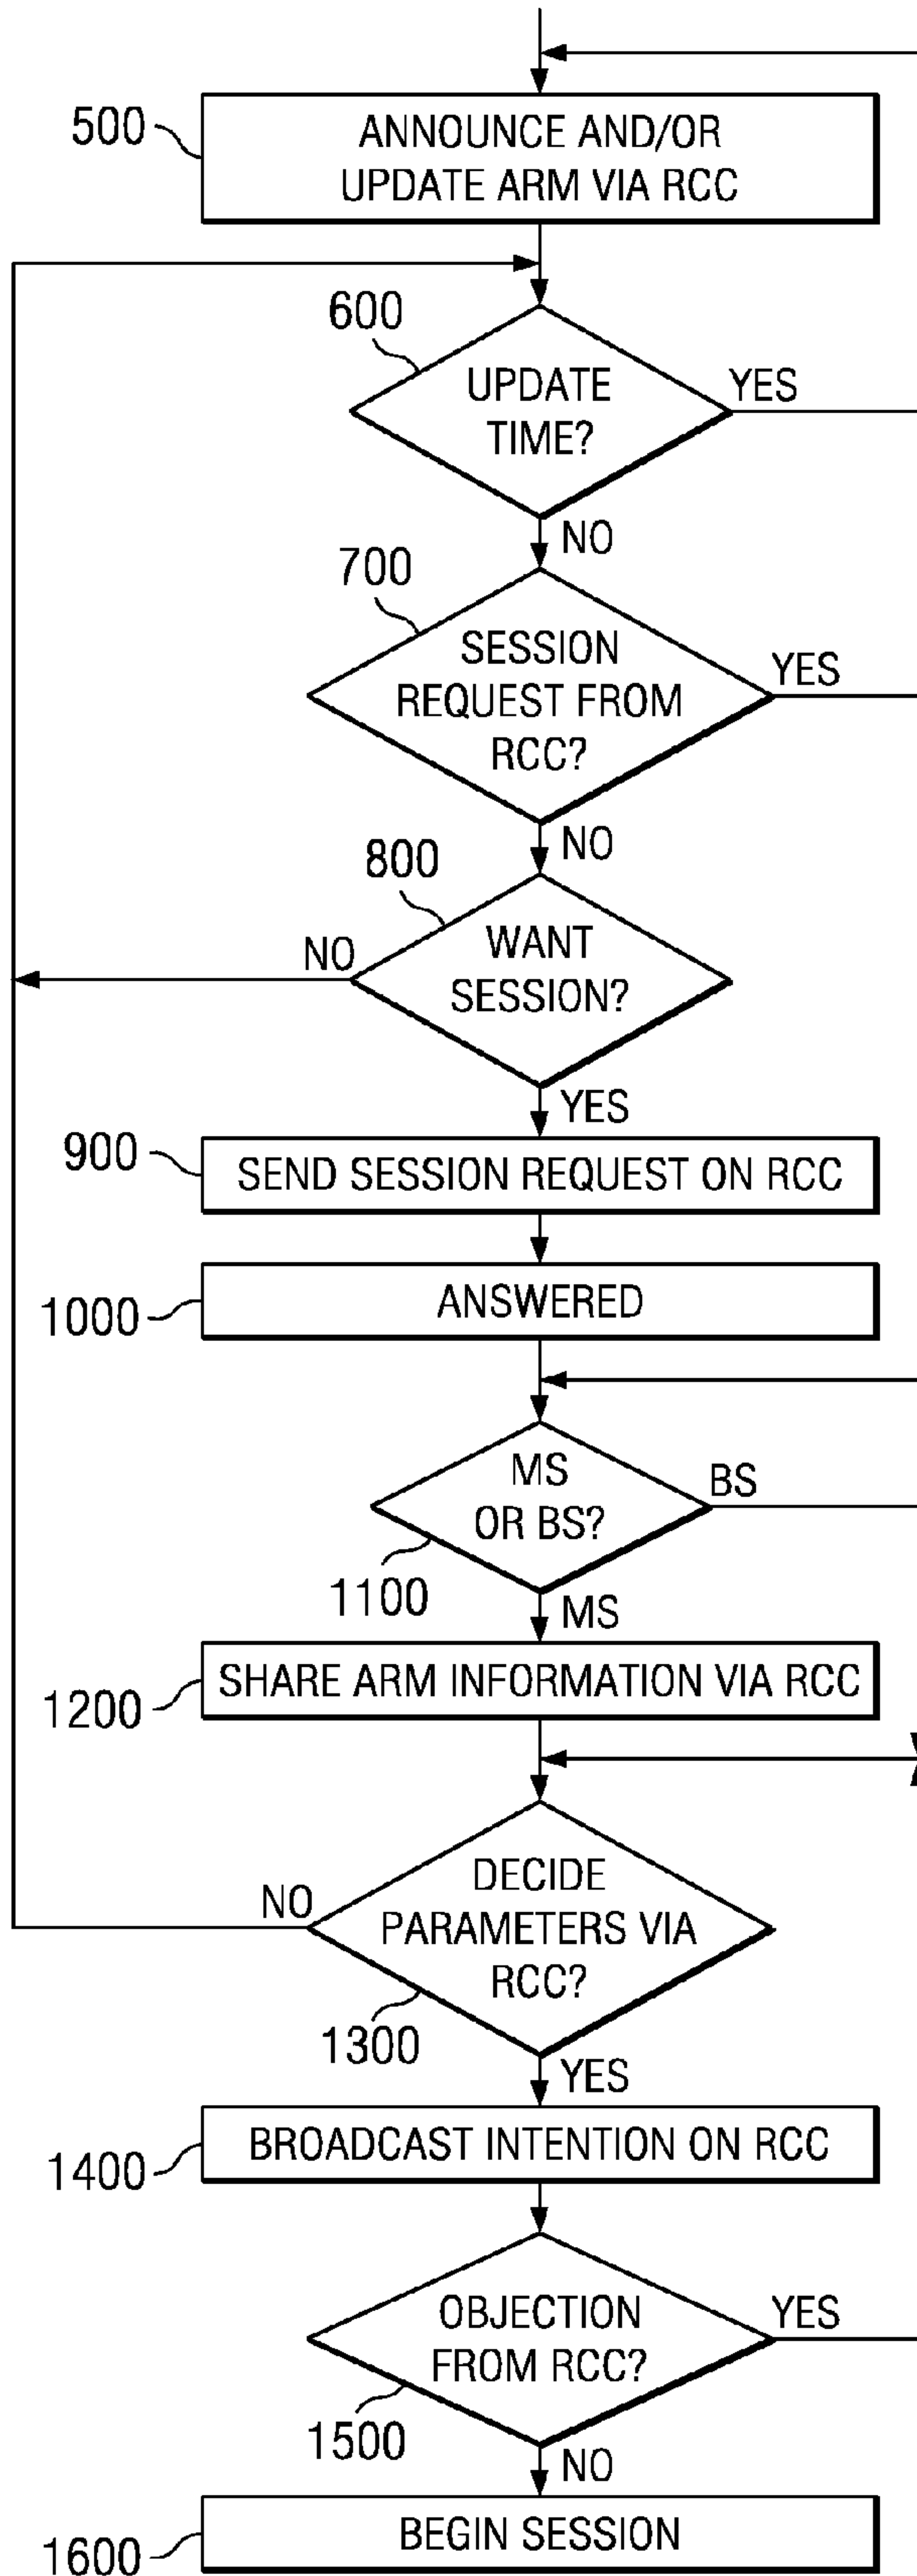 500
ANNOUNCE AND/OR
UPDATE ARM VIA RCC
600
UPDATE
TIME?
YES
NO
700
SESSION
REQUEST FROM
RCC?
YES
NO
800
WANT
SESSION?
NO
YES
900
SEND SESSION REQUEST ON RCC
1000
ANSWERED
MS
OR BS?
BS
1100
MS
1200
SHARE ARM INFORMATION VIA RCC
DECIDE
PARAMETERS VIA
RCC?
NO
1300
YES
1400
BROADCAST INTENTION ON RCC
OBJECTION
FROM RCC?
YES
1500
NO
1600
BEGIN SESSION